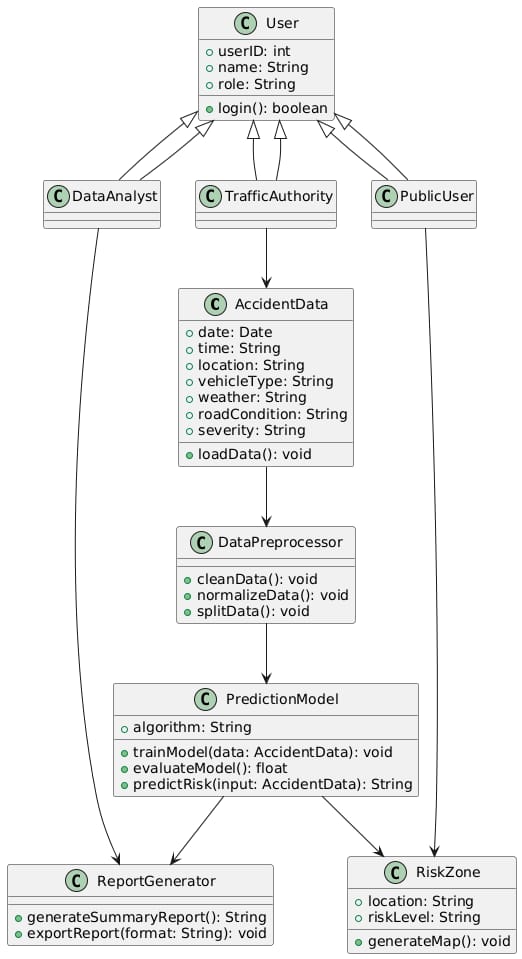 C User
userID: int
name: String
role: String
login(): boolean
C DataAnalyst
C TrafficAuthority
C PublicUser
C AccidentData
date: Date
time: String
location: String
vehicleType: String
weather: String
roadCondition: String
severity: String
loadData(): void
C DataPreprocessor
cleanData(): void
normalizeData(): void
splitData(): void
C PredictionModel
algorithm: String
trainModel(data: AccidentData): void
evaluateModel(): float
predictRisk(input: AccidentData): String
C ReportGenerator
generateSummaryReport(): String
exportReport(format: String): void
C RiskZone
location: String
riskLevel: String
generateMap(): void